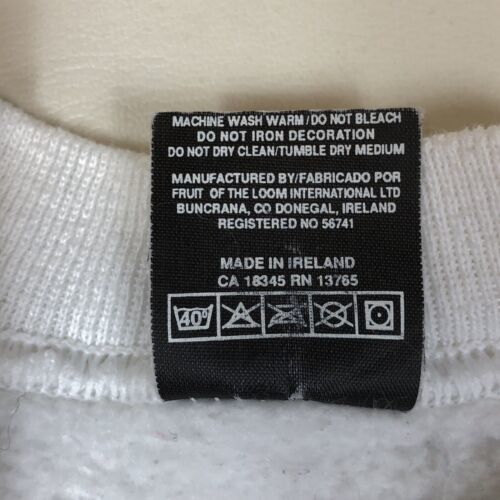 MACHINE WASH WARM/DO NOT BLEACH
DO NOT IRON DECORATION
DO NOT DRY CLEAN/TUMBLE DRY MEDIUM
MANUFACTURED BY/FABRICADO POR
FRUIT OF THE LOOM INTERNATIONAL LTD
BUNCRANA, CO DONEGAL, IRELAND
REGISTERED NO 56741
MADE IN IRELAND
CA 18345 RN 13765
40°